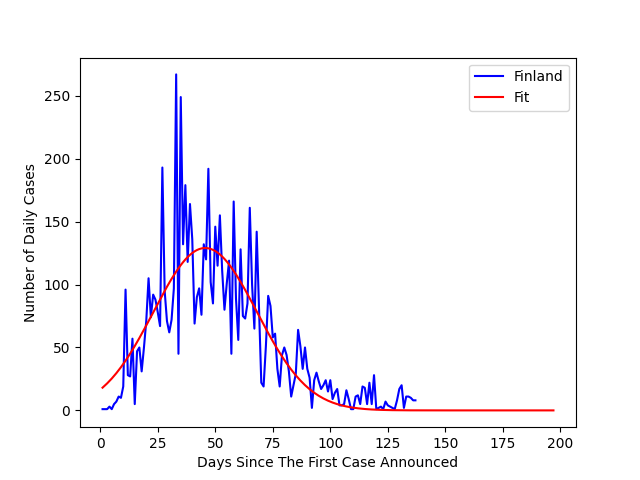 Finland
Fit
250
200
150
100
50
0
Number of Daily Cases
0 25 50 75 100 125 150 175 200
Days Since The First Case Announced